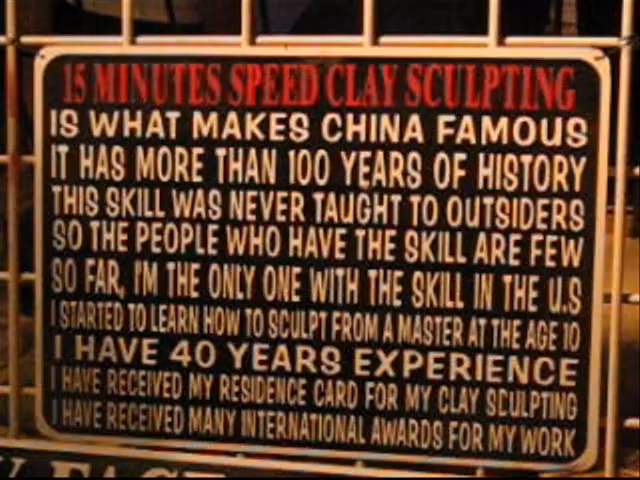 15 MINUTES SPEED CLAY SCULPTING
IS WHAT MAKES CHINA FAMOUS
IT HAS MORE THAN 100 YEARS OF HISTORY
THIS SKILL WAS NEVER TAUGHT TO OUTSIDERS
SO THE PEOPLE WHO HAVE THE SKILL ARE FEW
SO FAR, I'M THE ONLY ONE WITH THE SKILL IN THE U.S
I STARTED TO LEARN HOW TO SCULPT FROM A MASTER AT THE AGE 10
I HAVE 40 YEARS EXPERIENCE
I HAVE RECEIVED MY RESIDENCE CARD FOR MY CLAY SCULPTING
I HAVE RECEIVED MANY INTERNATIONAL AWARDS FOR MY WORK